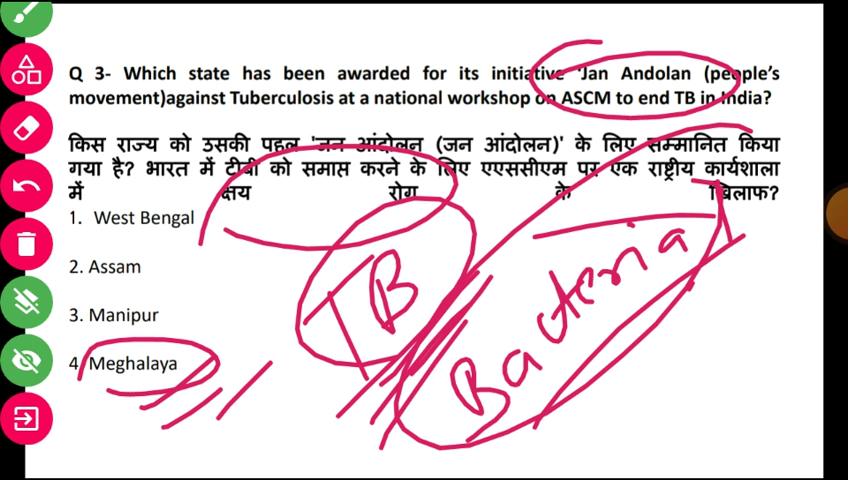 Q 3- Which state has been awarded for its initiative 'Jan Andolan (people's
movement)against Tuberculosis at a national workshop on ASCM to end TB in India?
किस राज्य को उसकी पहल 'जन आंदोलन (जन आंदोलन)' के लिए सम्मानित किया
गया है? भारत में टीबी को समाप्त करने के लिए एएससीएम पर एक राष्ट्रीय कार्यशाला
में क्षय रोग के खिलाफ?
1. West Bengal
2. Assam
3. Manipur
4. Meghalaya
TB
Bacteria